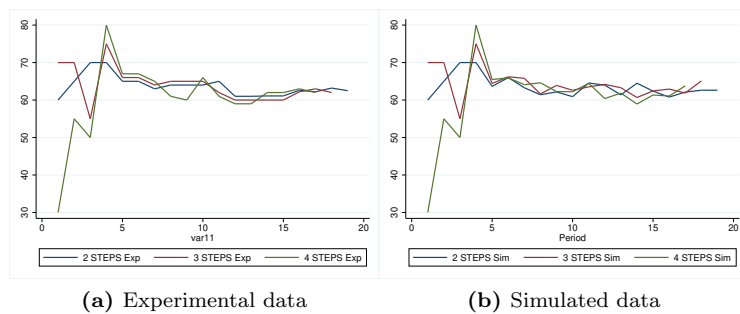 80
70
60
50
40
30
0 5 10 15 20
var11
2 STEPS Exp 3 STEPS Exp 4 STEPS Exp
(a) Experimental data
80
70
60
50
40
30
0 5 10 15 20
Period
2 STEPS Sim 3 STEPS Sim 4 STEPS Sim
(b) Simulated data